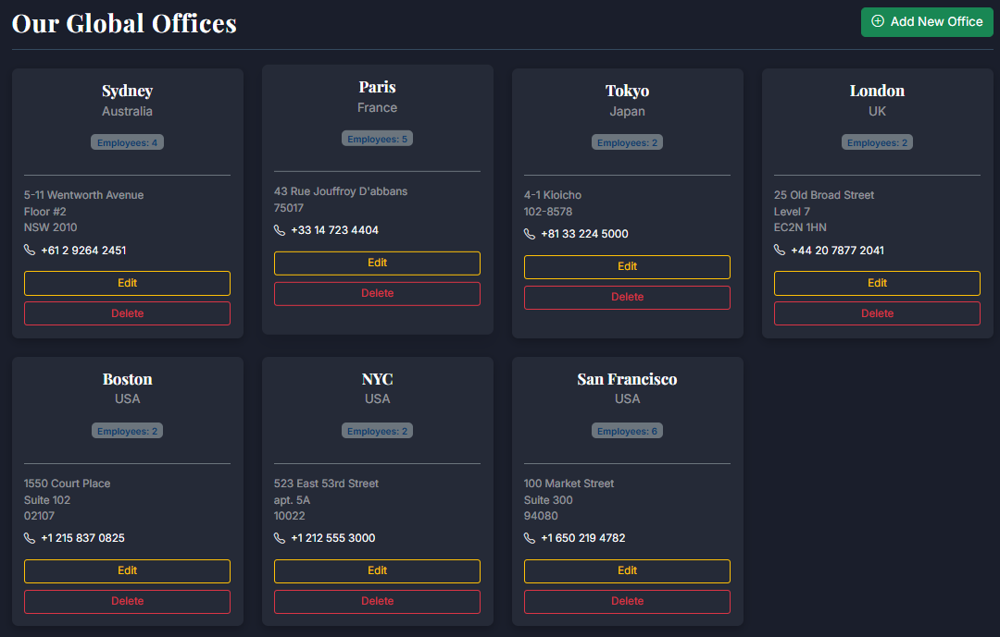 Our Global Offices
Add New Office
Sydney
Australia
Employees: 4
5-11 Wentworth Avenue
Floor #2
NSW 2010
+61 2 9264 2451
Edit
Delete
Paris
France
Employees: 5
43 Rue Jouffroy D'abbans
75017
+33 14 723 4404
Edit
Delete
Tokyo
Japan
Employees: 2
4-1 Kioicho
102-8578
+81 33 224 5000
Edit
Delete
London
UK
Employees: 2
25 Old Broad Street
Level 7
EC2N 1HN
+44 20 7877 2041
Edit
Delete
Boston
USA
Employees: 2
1550 Court Place
Suite 102
02107
+1 215 837 0825
Edit
Delete
NYC
USA
Employees: 2
523 East 53rd Street
apt. 5A
10022
+1 212 555 3000
Edit
Delete
San Francisco
USA
Employees: 6
100 Market Street
Suite 300
94080
+1 650 219 4782
Edit
Delete